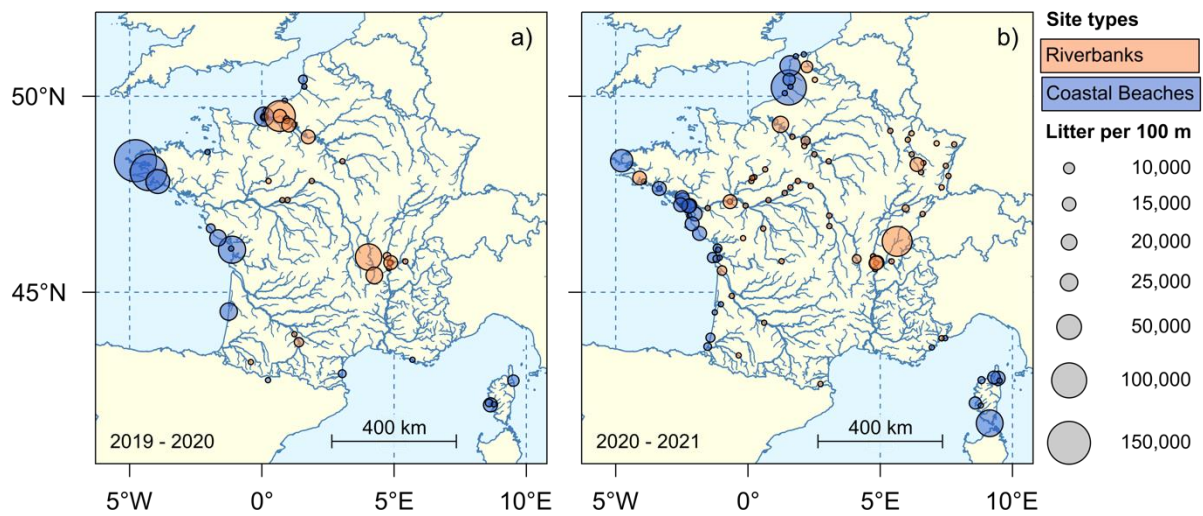 a)
b)
50°N
45°N
2019 - 2020
400 km
2020 - 2021
400 km
5°W
0°
5°E
10°E
5°W
0°
5°E
10°E
Site types
Riverbanks
Coastal Beaches
Litter per 100 m
10,000
15,000
20,000
25,000
50,000
100,000
150,000